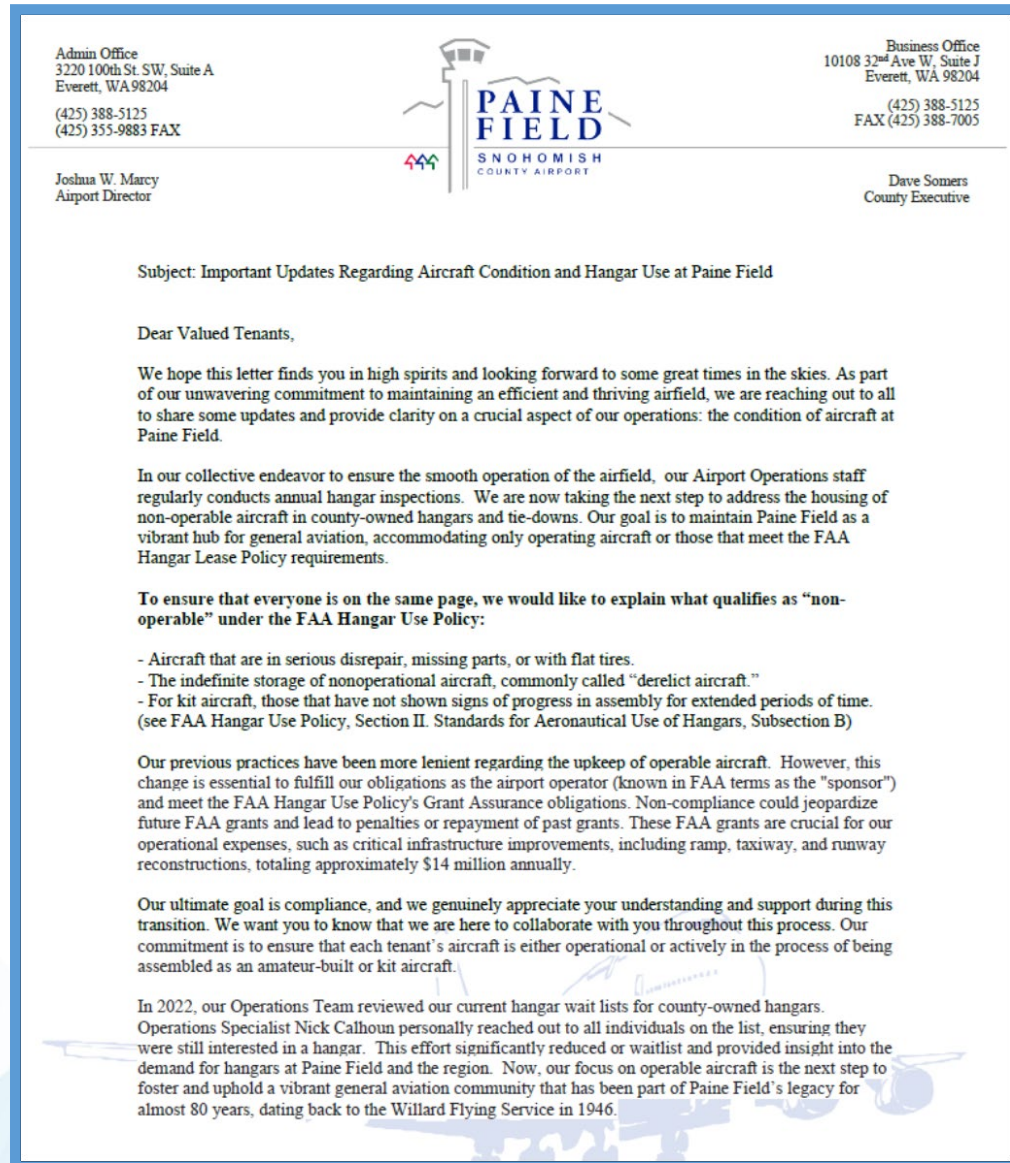 Admin Office
3220 100th St. SW, Suite A
Everett, WA 98204
(425) 388-5125
(425) 355-9883 FAX
Joshua W. Marcy
Airport Director
PAINE
FIELD
SNOHOMISH
COUNTY AIRPORT
Business Office
10108 32nd Ave W, Suite J
Everett, WA 98204
(425) 388-5125
FAX (425) 388-7005
Dave Somers
County Executive
Subject: Important Updates Regarding Aircraft Condition and Hangar Use at Paine Field
Dear Valued Tenants,
We hope this letter finds you in high spirits and looking forward to some great times in the skies. As part
of our unwavering commitment to maintaining an efficient and thriving airfield, we are reaching out to all
to share some updates and provide clarity on a crucial aspect of our operations: the condition of aircraft at
Paine Field.
In our collective endeavor to ensure the smooth operation of the airfield, our Airport Operations staff
regularly conducts annual hangar inspections. We are now taking the next step to address the housing of
non-operable aircraft in county-owned hangars and tie-downs. Our goal is to maintain Paine Field as a
vibrant hub for general aviation, accommodating only operating aircraft or those that meet the FAA
Hangar Lease Policy requirements.
To ensure that everyone is on the same page, we would like to explain what qualifies as “non-
operable” under the FAA Hangar Use Policy:
- Aircraft that are in serious disrepair, missing parts, or with flat tires.
- The indefinite storage of nonoperational aircraft, commonly called “derelict aircraft.”
- For kit aircraft, those that have not shown signs of progress in assembly for extended periods of time.
(see FAA Hangar Use Policy, Section II. Standards for Aeronautical Use of Hangars, Subsection B)
Our previous practices have been more lenient regarding the upkeep of operable aircraft. However, this
change is essential to fulfill our obligations as the airport operator (known in FAA terms as the "sponsor")
and meet the FAA Hangar Use Policy's Grant Assurance obligations. Non-compliance could jeopardize
future FAA grants and lead to penalties or repayment of past grants. These FAA grants are crucial for our
operational expenses, such as critical infrastructure improvements, including ramp, taxiway, and runway
reconstructions, totaling approximately $14 million annually.
Our ultimate goal is compliance, and we genuinely appreciate your understanding and support during this
transition. We want you to know that we are here to collaborate with you throughout this process. Our
commitment is to ensure that each tenant's aircraft is either operational or actively in the process of being
assembled as an amateur-built or kit aircraft.
In 2022, our Operations Team reviewed our current hangar wait lists for county-owned hangars.
Operations Specialist Nick Calhoun personally reached out to all individuals on the list, ensuring they
were still interested in a hangar. This effort significantly reduced or waitlist and provided insight into the
demand for hangars at Paine Field and the region. Now, our focus on operable aircraft is the next step to
foster and uphold a vibrant general aviation community that has been part of Paine Field's legacy for
almost 80 years, dating back to the Willard Flying Service in 1946.